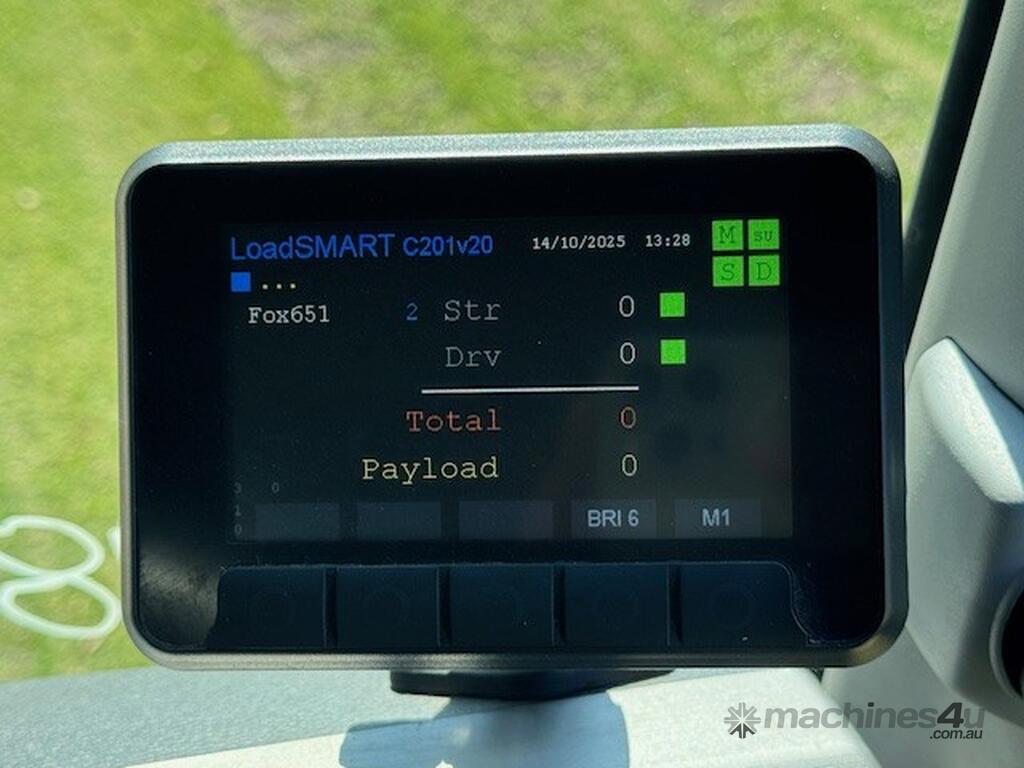 LoadSMART C201v20 14/10/2025 13:28 M SU
S D
...
Fox651 2 Str 0
Drv 0
Total 0
Payload 0
3 0
1
0
BRI 6 M1
8
machines4u
.com.au